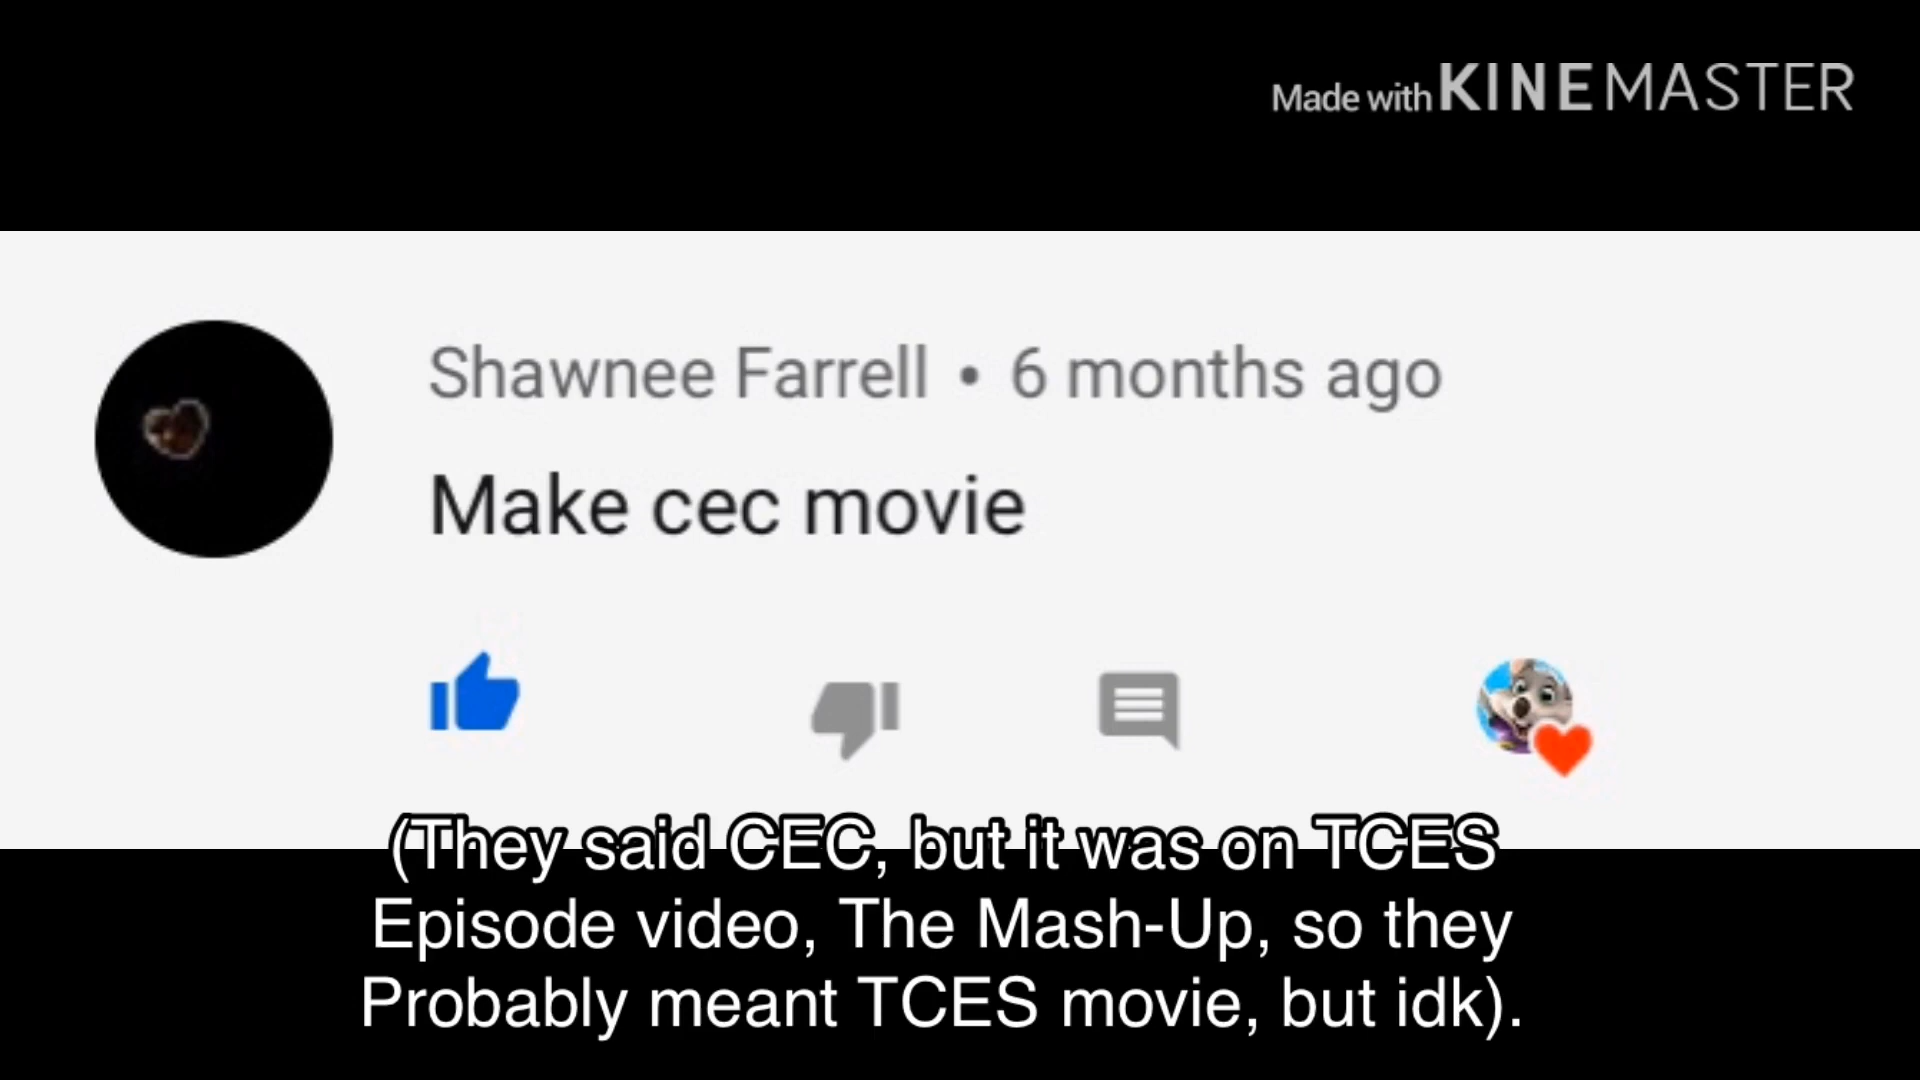 Made with KINEMASTER
Shawnee Farrell • 6 months ago
Make cec movie
(They said CEC, but it was on TCES
Episode video, The Mash-Up, so they
Probably meant TCES movie, but idk).